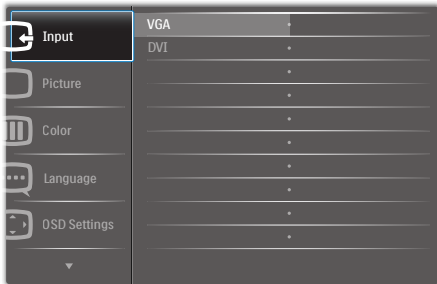 Input
Picture
Color
Language
OSD Settings
VGA
DVI